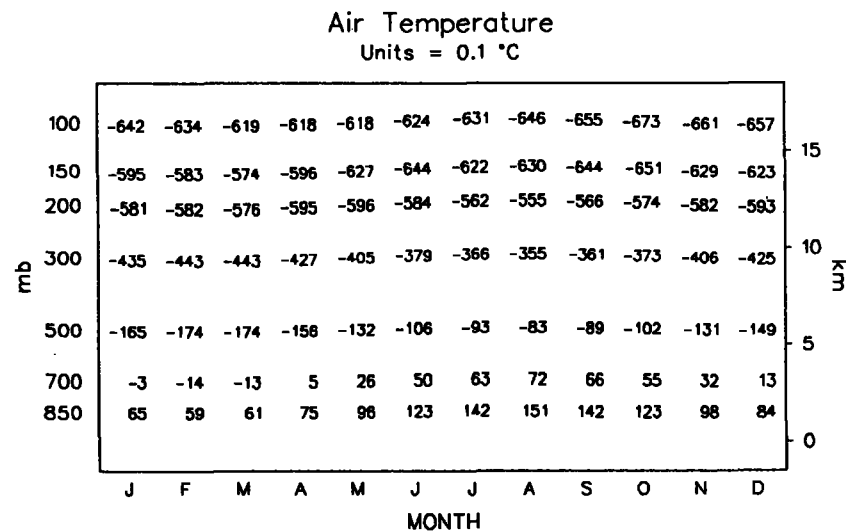 Air Temperature
Units = 0.1 °C
100 -642 -634 -619 -618 -618 -624 -631 -646 -655 -673 -661 -657
15
150 -595 -583 -574 -596 -627 -644 -622 -630 -644 -651 -629 -623
200 -581 -582 -576 -595 -596 -584 -562 -555 -566 -574 -582 -593
10
300 -435 -443 -443 -427 -405 -379 -366 -355 -361 -373 -406 -425
mb
km
500 -165 -174 -174 -156 -132 -106 -93 -83 -89 -102 -131 -149
5
700 -3 -14 -13 5 26 50 63 72 66 55 32 13
850 65 59 61 75 96 123 142 151 142 123 98 84
0
J F M A M J J A S O N D
MONTH